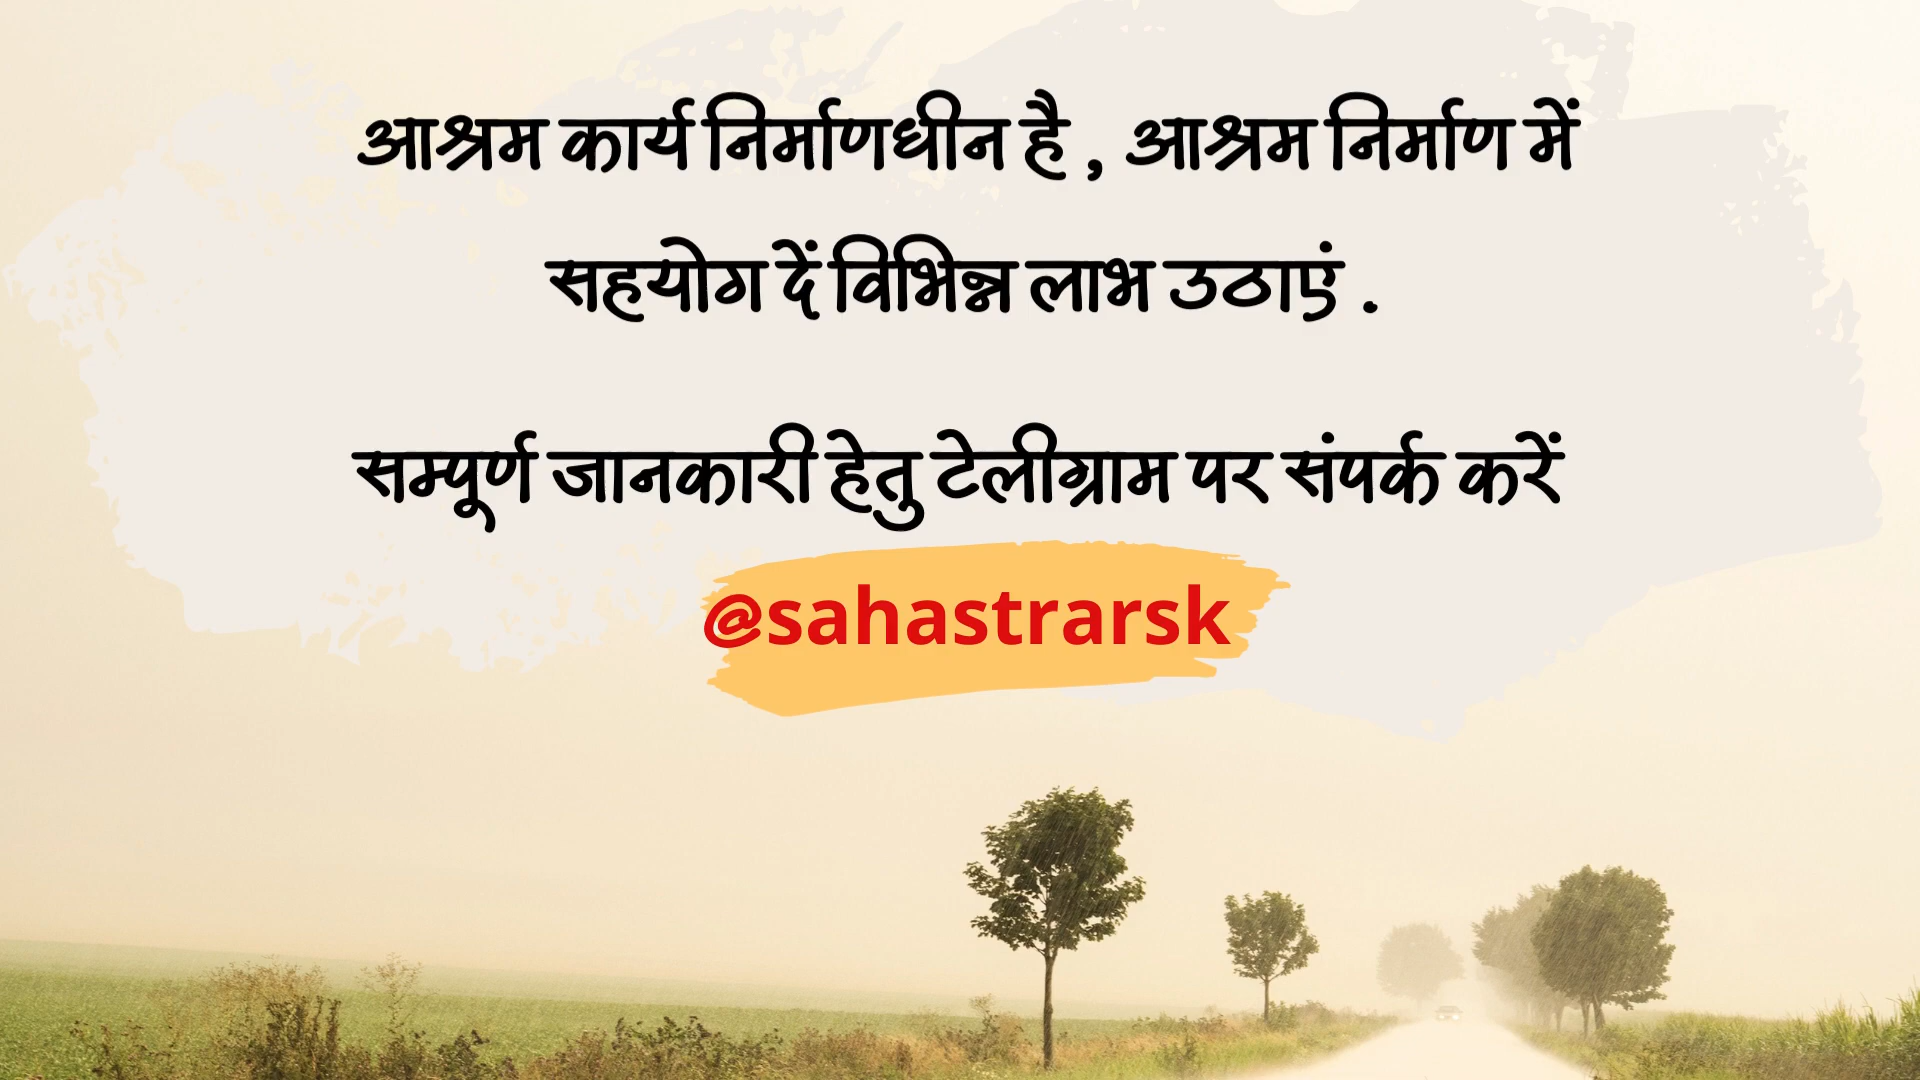 आश्रम कार्य निर्माणधीन है , आश्रम निर्माण में
सहयोग दें विभिन्न लाभ उठाएं .
सम्पूर्ण जानकारी हेतु टेलीग्राम पर संपर्क करें
@sahastrarsk